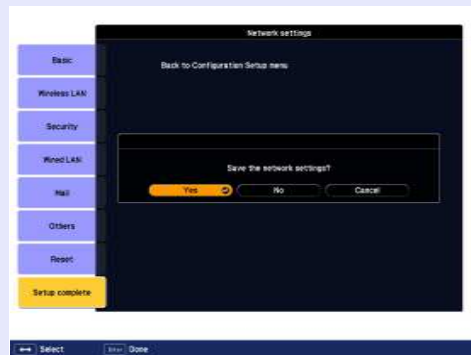 Network settings
Basic
Back to Configuration Setup menu
Wireless LAN
Security
Wired LAN
Save the network settings?
Yes No Cancel
Mail
Others
Reset
Setup complete
Select Enter Done